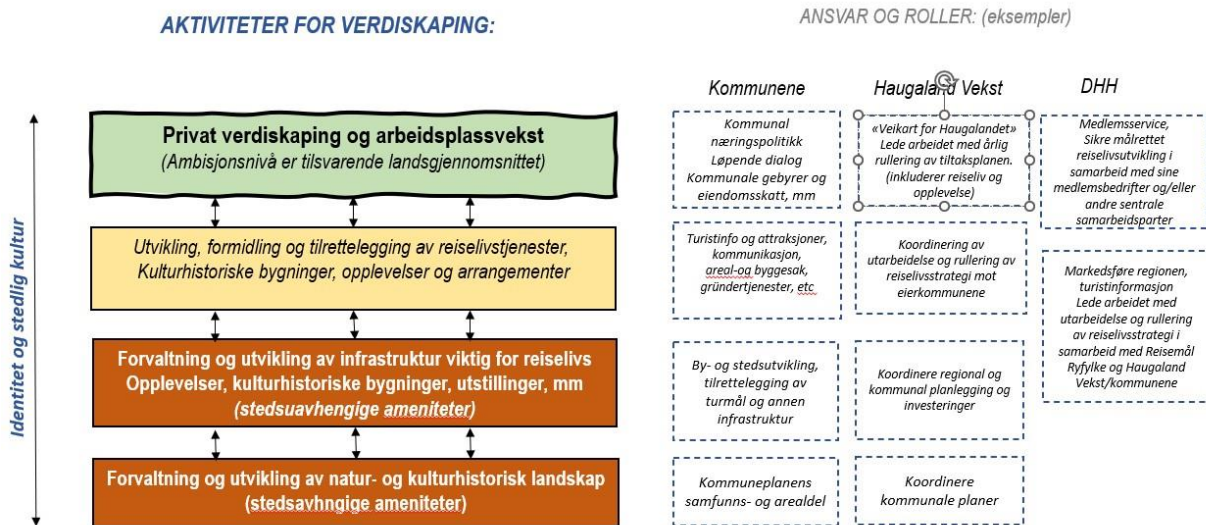 AKTIVITETER FOR VERDISKAPING:
ANSVAR OG ROLLER: (eksempler)
Identitet og stedlig kultur
Privat verdiskaping og arbeidsplassvekst
(Ambisjonsnivå er tilsvarende landsgjennomsnittet)
Utvikling, formidling og tilrettelegging av reiselivstjenester,
Kulturhistoriske bygninger, opplevelser og arrangementer
Forvaltning og utvikling av infrastruktur viktig for reiselivs
Opplevelser, kulturhistoriske bygninger, utstillinger, mm
(stedsuavhengige ameniteter)
Forvaltning og utvikling av natur- og kulturhistorisk landskap
(stedsavhngige ameniteter)
Kommunene
Kommunal
næringspolitikk
Løpende dialog
Kommunale gebyrer og
eiendomsskatt, mm
Turistinfo og attraksjoner,
kommunikasjon,
areal-og byggesak,
gründertjenester, etc
By- og stedsutvikling,
tilrettelegging av
turmål og annen
infrastruktur
Kommuneplanens
samfunns- og arealdel
Haugaland Vekst
«Veikart for Haugalandet»
Lede arbeidet med årlig
rullering av tiltaksplanen.
(inkluderer reiseliv og
opplevelse)
Koordinering av
utarbeidelse og rullering av
reiselivsstrategi mot
eierkommunene
Koordinere regional og
kommunal planlegging og
investeringer
Koordinere
kommunale planer
DHH
Medlemsservice,
Sikre målrettet
reiselivsutvikling i
samarbeid med sine
medlemsbedrifter og/eller
andre sentrale
samarbeidsparter
Markedsføre regionen,
turistinformasjon
Lede arbeidet med
utarbeidelse og rullering
av reiselivsstrategi i
samarbeid med Reisemål
Ryfylke og Haugaland
Vekst/kommunene